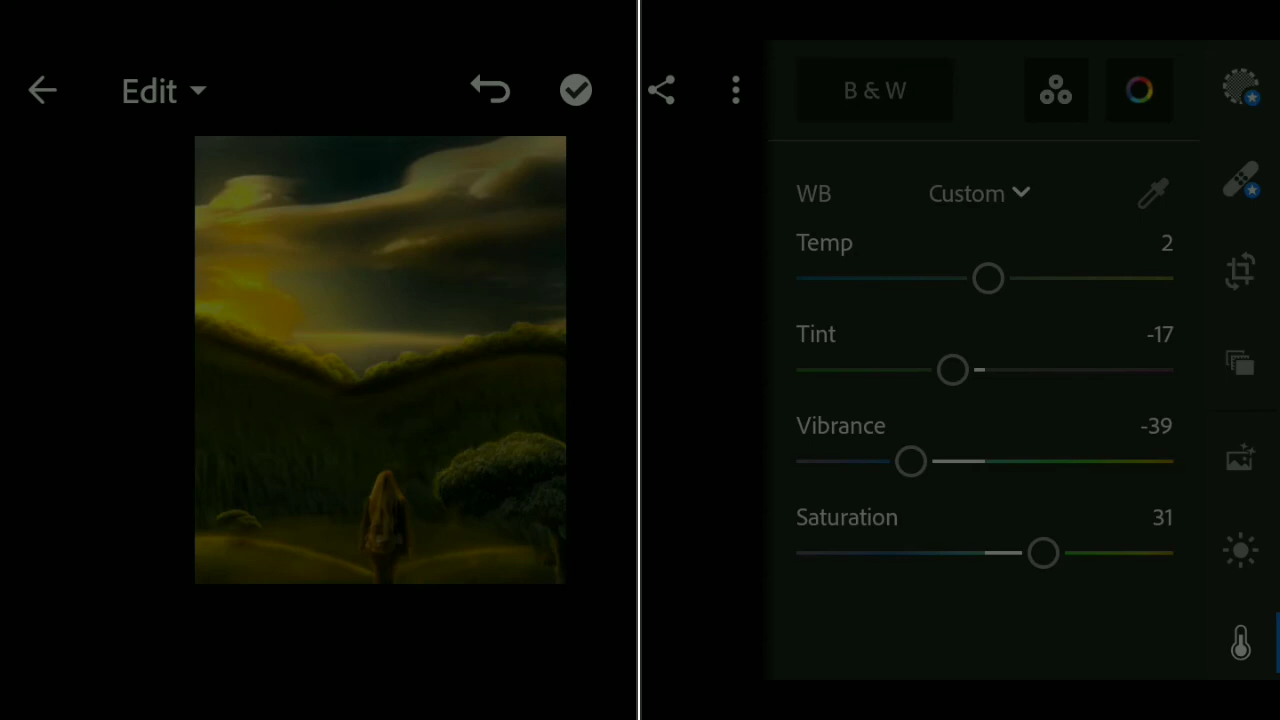 Edit
B & W
WB Custom
Temp 2
Tint -17
Vibrance -39
Saturation 31